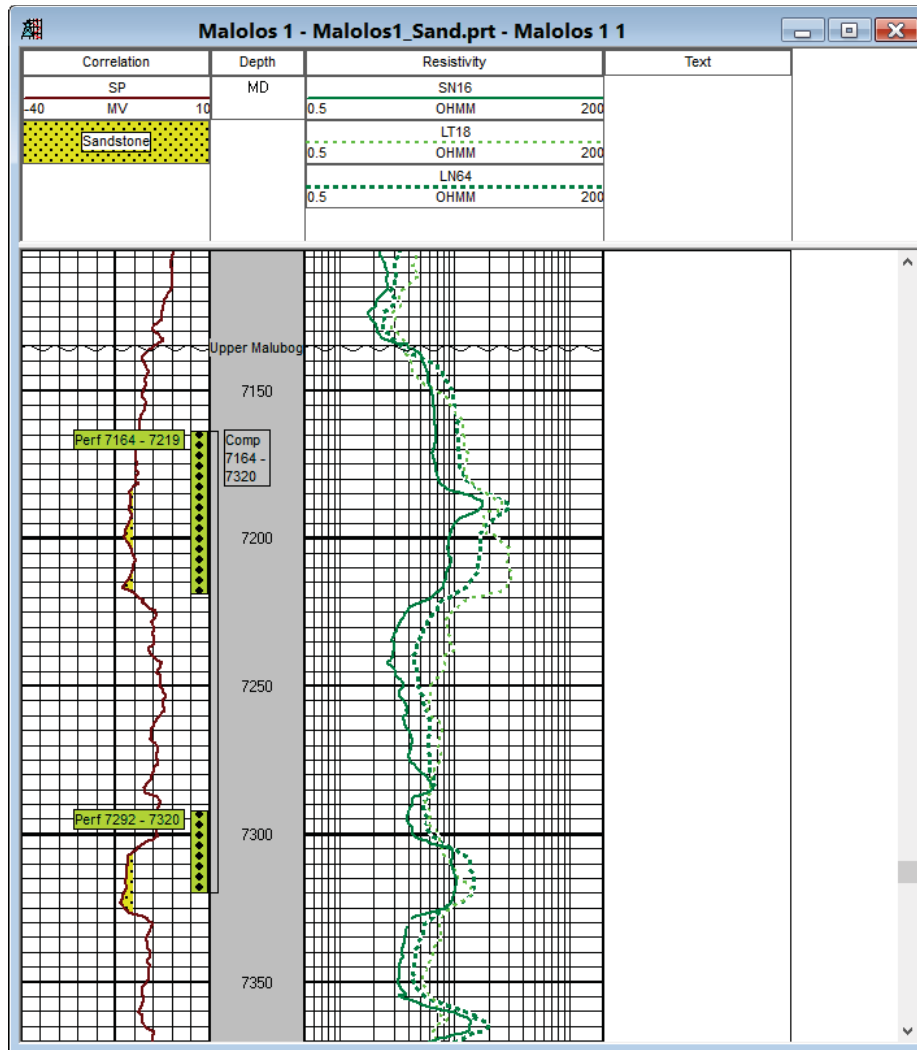 Malolos 1 - Malolos1_Sand.prt - Malolos 1 1
Correlation Depth Resistivity Text
SP
-40 MV 10
MD
Sandstone
SN16
0.5 OHMM 200
LT18
0.5 OHMM 200
LN64
0.5 OHMM 200
Upper Malubog
7150
Perf 7164 - 7219
Comp
7164 -
7320
7200
7250
Perf 7292 - 7320
7300
7350